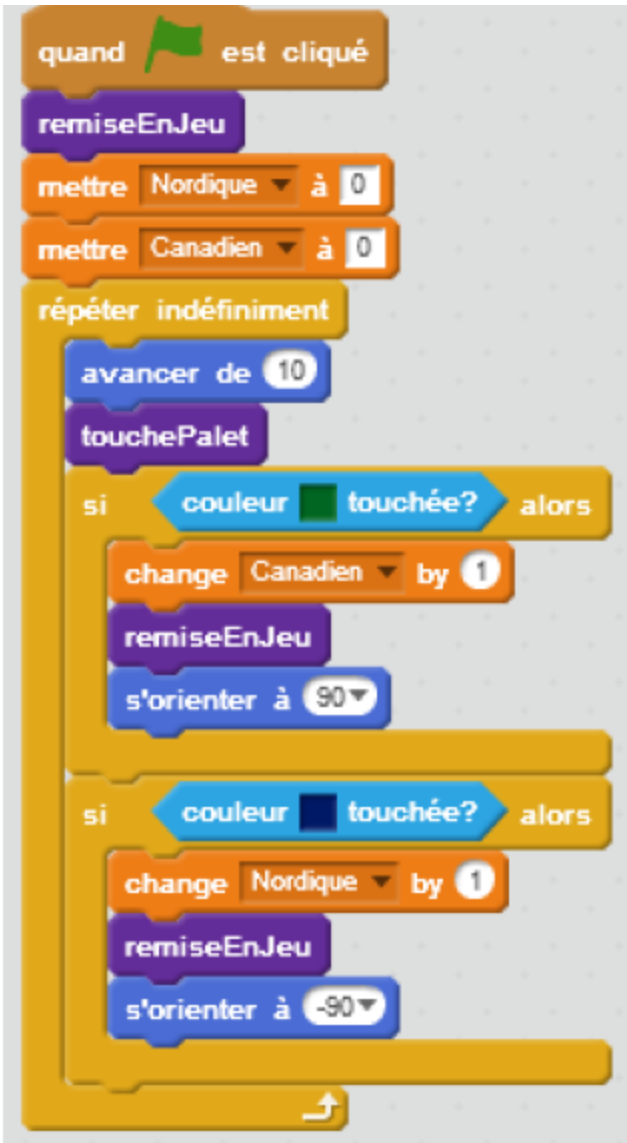 quand est cliqué
remiseEnJeu
mettre Nordique à 0
mettre Canadien à 0
répéter indéfiniment
avancer de 10
touchePalet
si couleur touchée? alors
change Canadien by 1
remiseEnJeu
s'orienter à 90
si couleur touchée? alors
change Nordique by 1
remiseEnJeu
s'orienter à -90